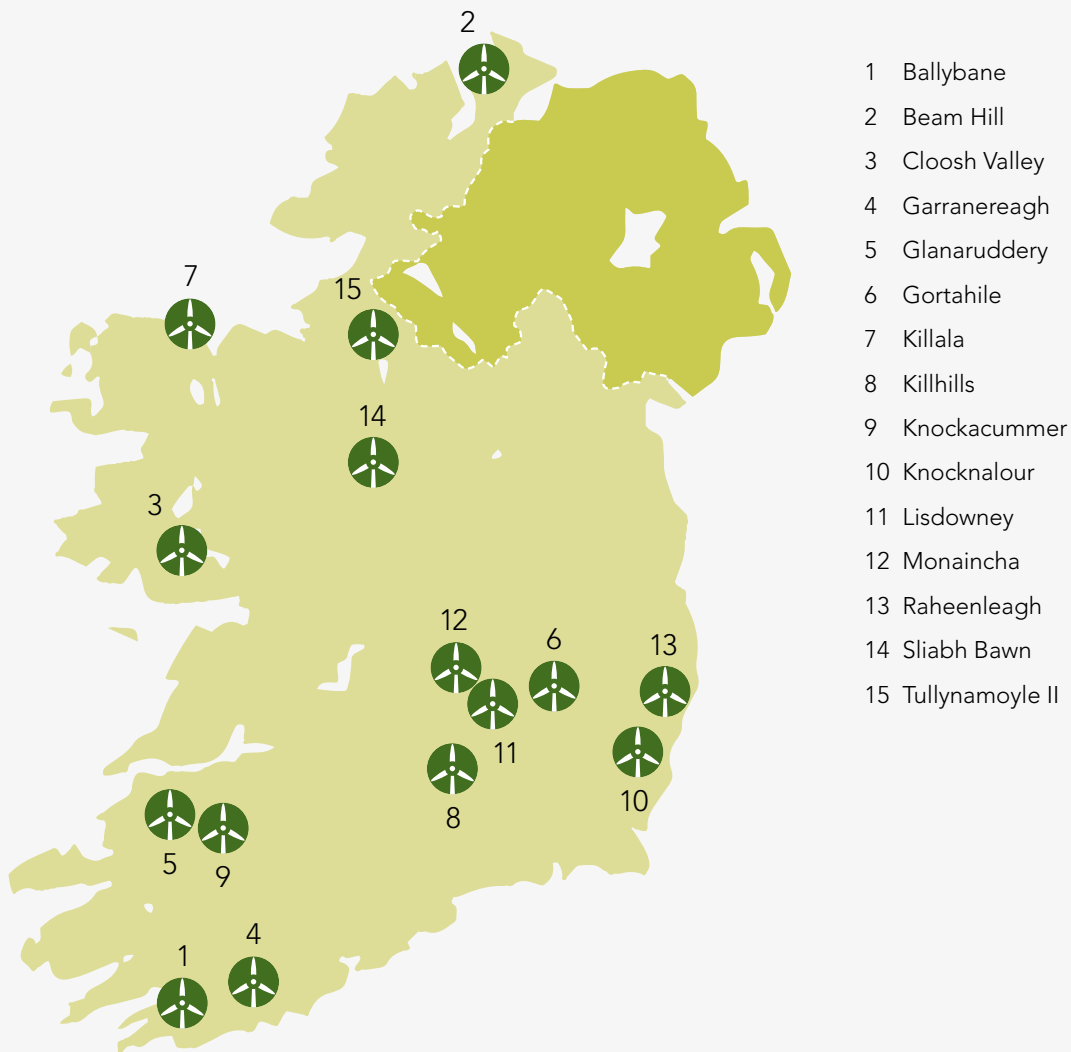 2
7
15
14
3
12
6
13
11
10
8
5
9
4
1
1 Ballybane
2 Beam Hill
3 Cloosh Valley
4 Garranereagh
5 Glanaruddery
6 Gortahile
7 Killala
8 Killhills
9 Knockacummer
10 Knocknalour
11 Lisdowney
12 Monaincha
13 Raheenleagh
14 Sliabh Bawn
15 Tullynamoyle II